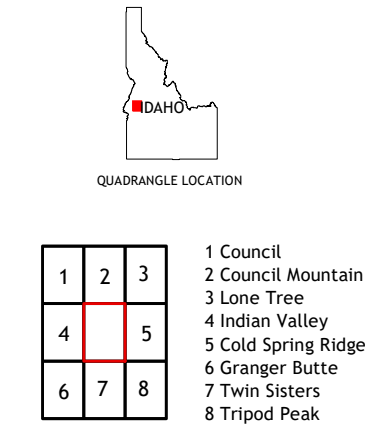 IDAHO
QUADRANGLE LOCATION
1 2 3
4 5
6 7 8
1 Council
2 Council Mountain
3 Lone Tree
4 Indian Valley
5 Cold Spring Ridge
6 Granger Butte
7 Twin Sisters
8 Tripod Peak